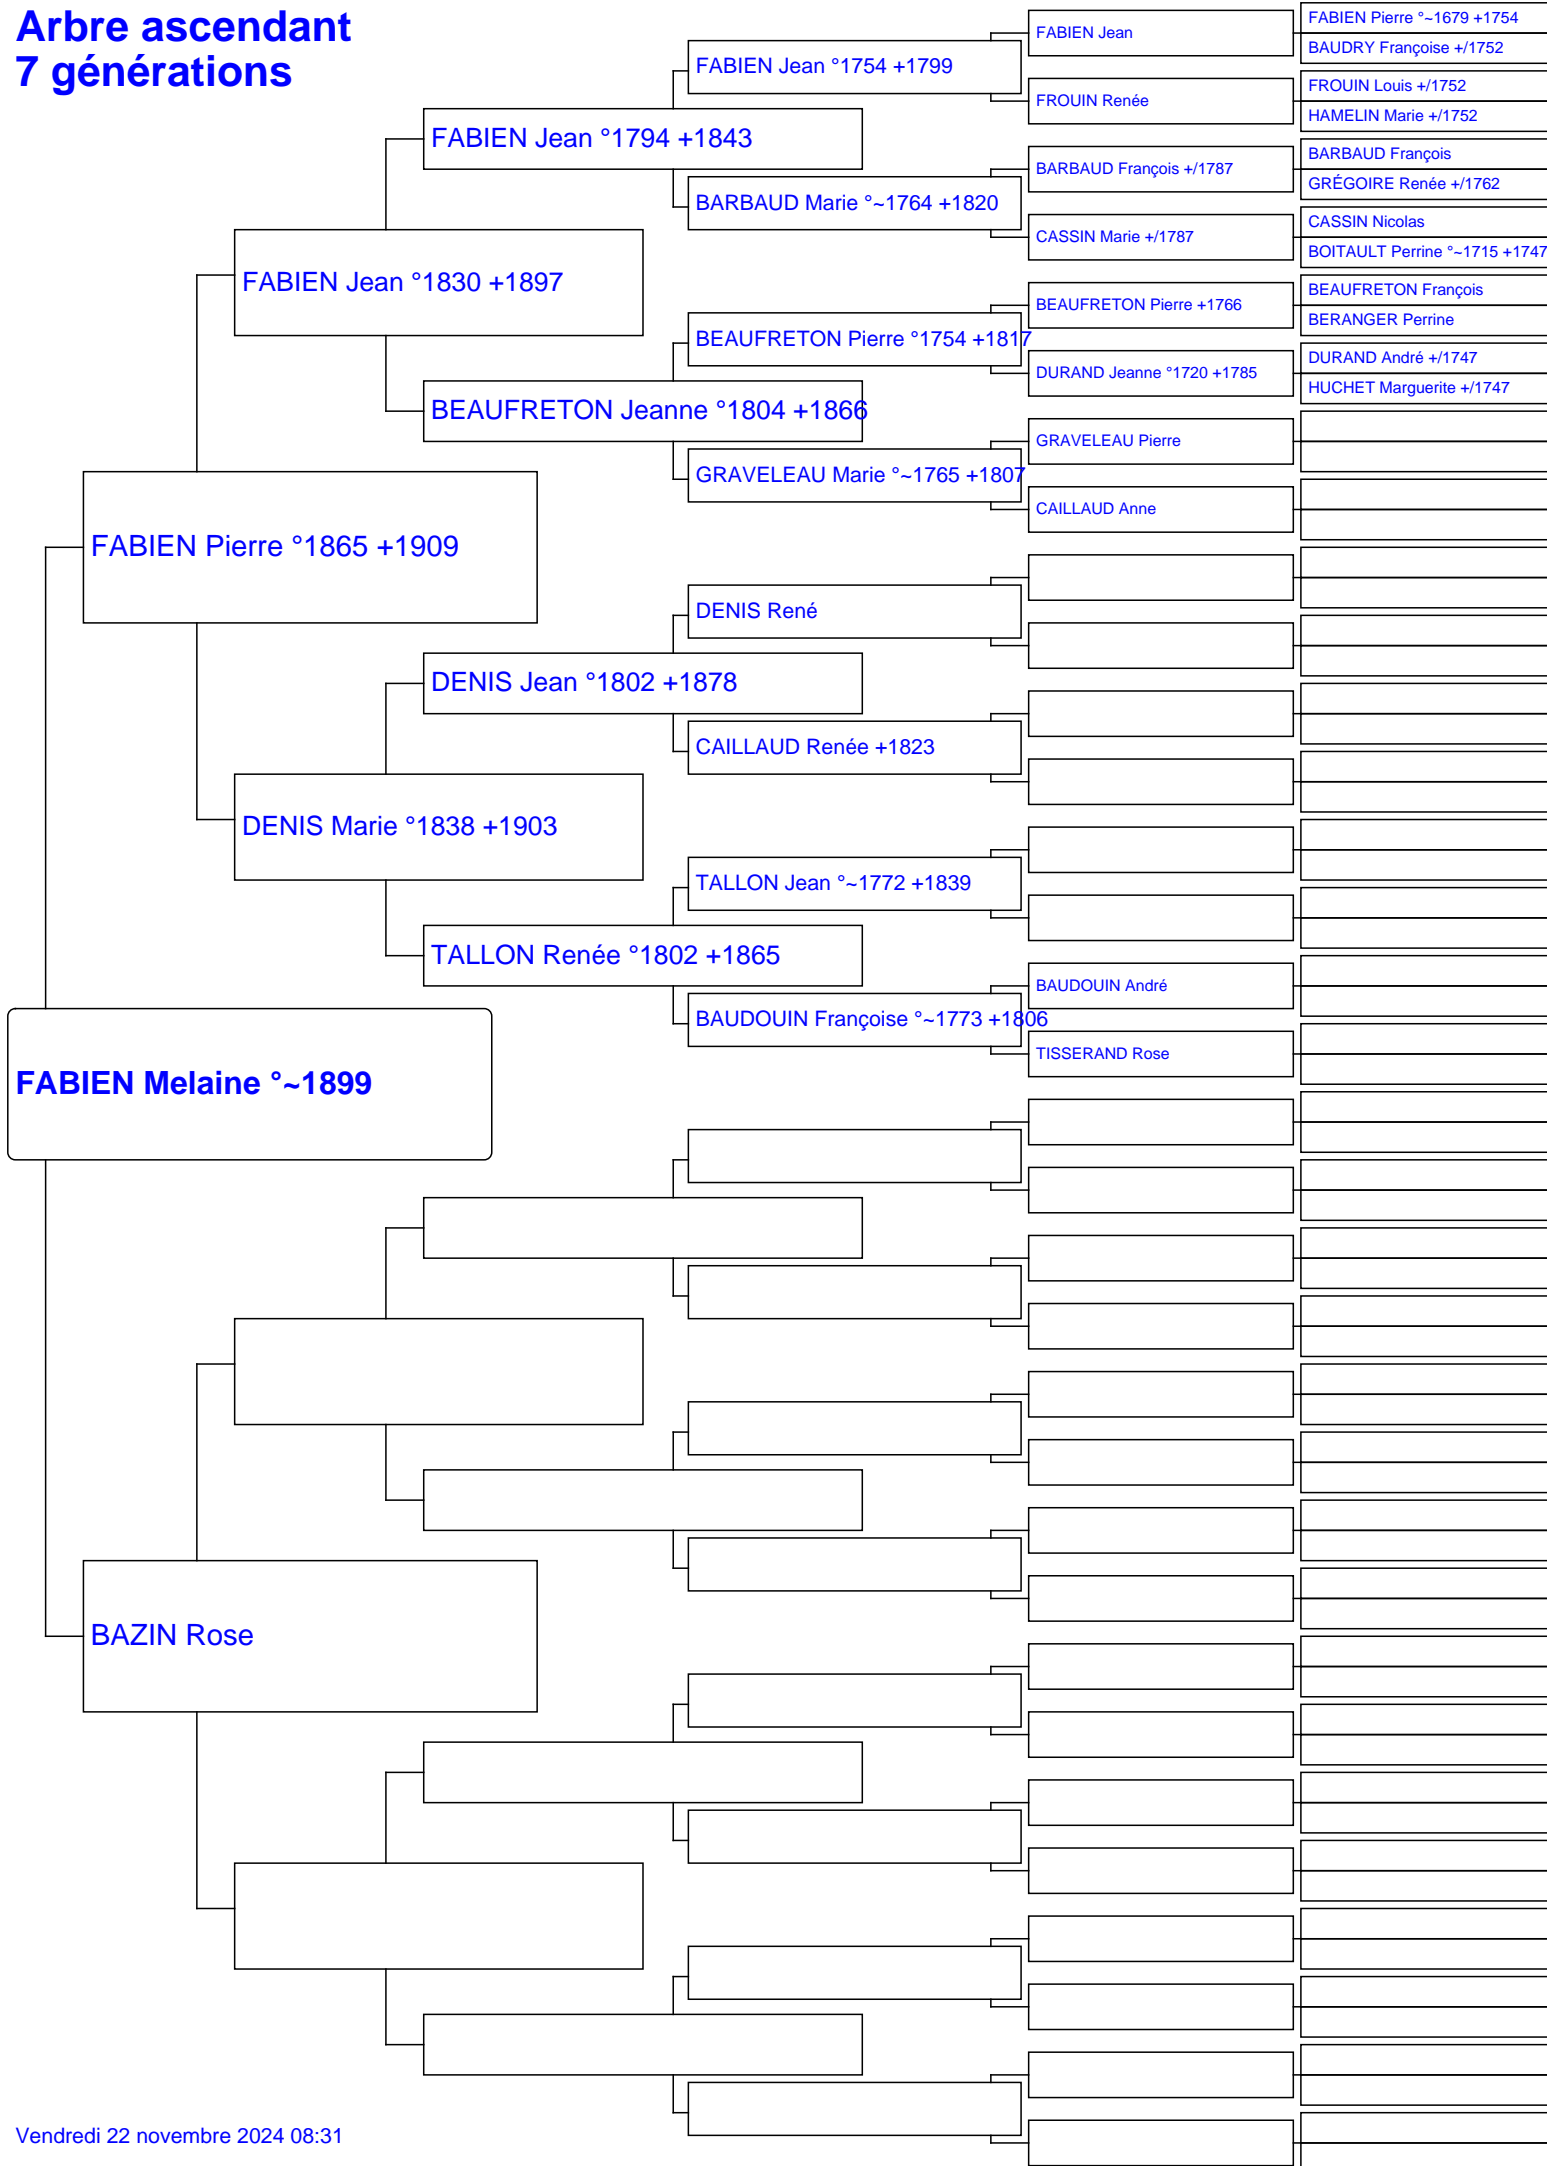 Arbre ascendant
7 générations
FABIEN Melaine °~1899
FABIEN Pierre °1865 +1909
BAZIN Rose
FABIEN Jean °1830 +1897
DENIS Marie °1838 +1903
FABIEN Jean °1794 +1843
BEAUFRETON Jeanne °1804 +1866
DENIS Jean °1802 +1878
TALLON Renée °1802 +1865
FABIEN Jean °1754 +1799
BARBAUD Marie °~1764 +1820
BEAUFRETON Pierre °1754 +1817
GRAVELEAU Marie °~1765 +1807
DENIS René
CAILLAUD Renée +1823
TALLON Jean °~1772 +1839
BAUDOUIN Françoise °~1773 +1806
FABIEN Jean
FROUIN Renée
BARBAUD François +/1787
CASSIN Marie +/1787
BEAUFRETON Pierre +1766
DURAND Jeanne °1720 +1785
GRAVELEAU Pierre
CAILLAUD Anne
BAUDOUIN André
TISSERAND Rose
FABIEN Pierre °~1679 +1754
BAUDRY Françoise +/1752
FROUIN Louis +/1752
HAMELIN Marie +/1752
BARBAUD François
GRÉGOIRE Renée +/1762
CASSIN Nicolas
BOITAULT Perrine °~1715 +1747
BEAUFRETON François
BERANGER Perrine
DURAND André +/1747
HUCHET Marguerite +/1747
Vendredi 22 novembre 2024 08:31